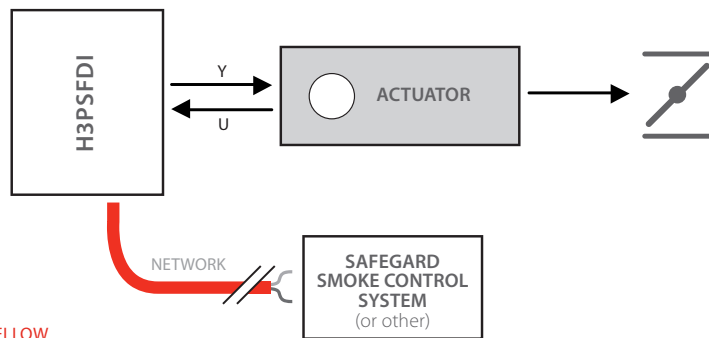 H3PSFDI
Y
U
ACTUATOR
NETWORK
SAFEGARD
SMOKE CONTROL
SYSTEM
(or other)